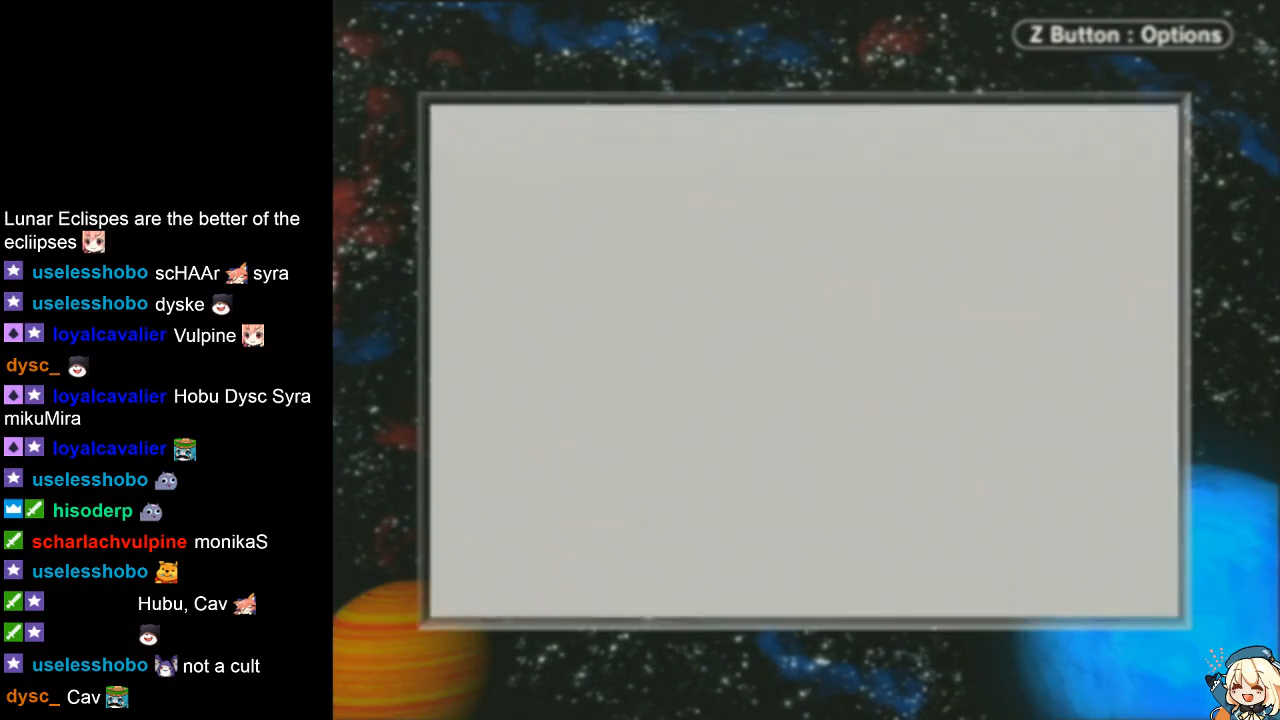 Z Button : Options
Lunar Eclispes are the better of the
ecliipses
uselesshobo scHAAr syra
uselesshobo dyske
loyalcavalier Vulpine
dysc_
loyalcavalier Hobu Dysc Syra
mikuMira
loyalcavalier
uselesshobo
hisoderp
scharlachvulpine monikaS
uselesshobo
Hubu, Cav
uselesshobo not a cult
dysc_ Cav